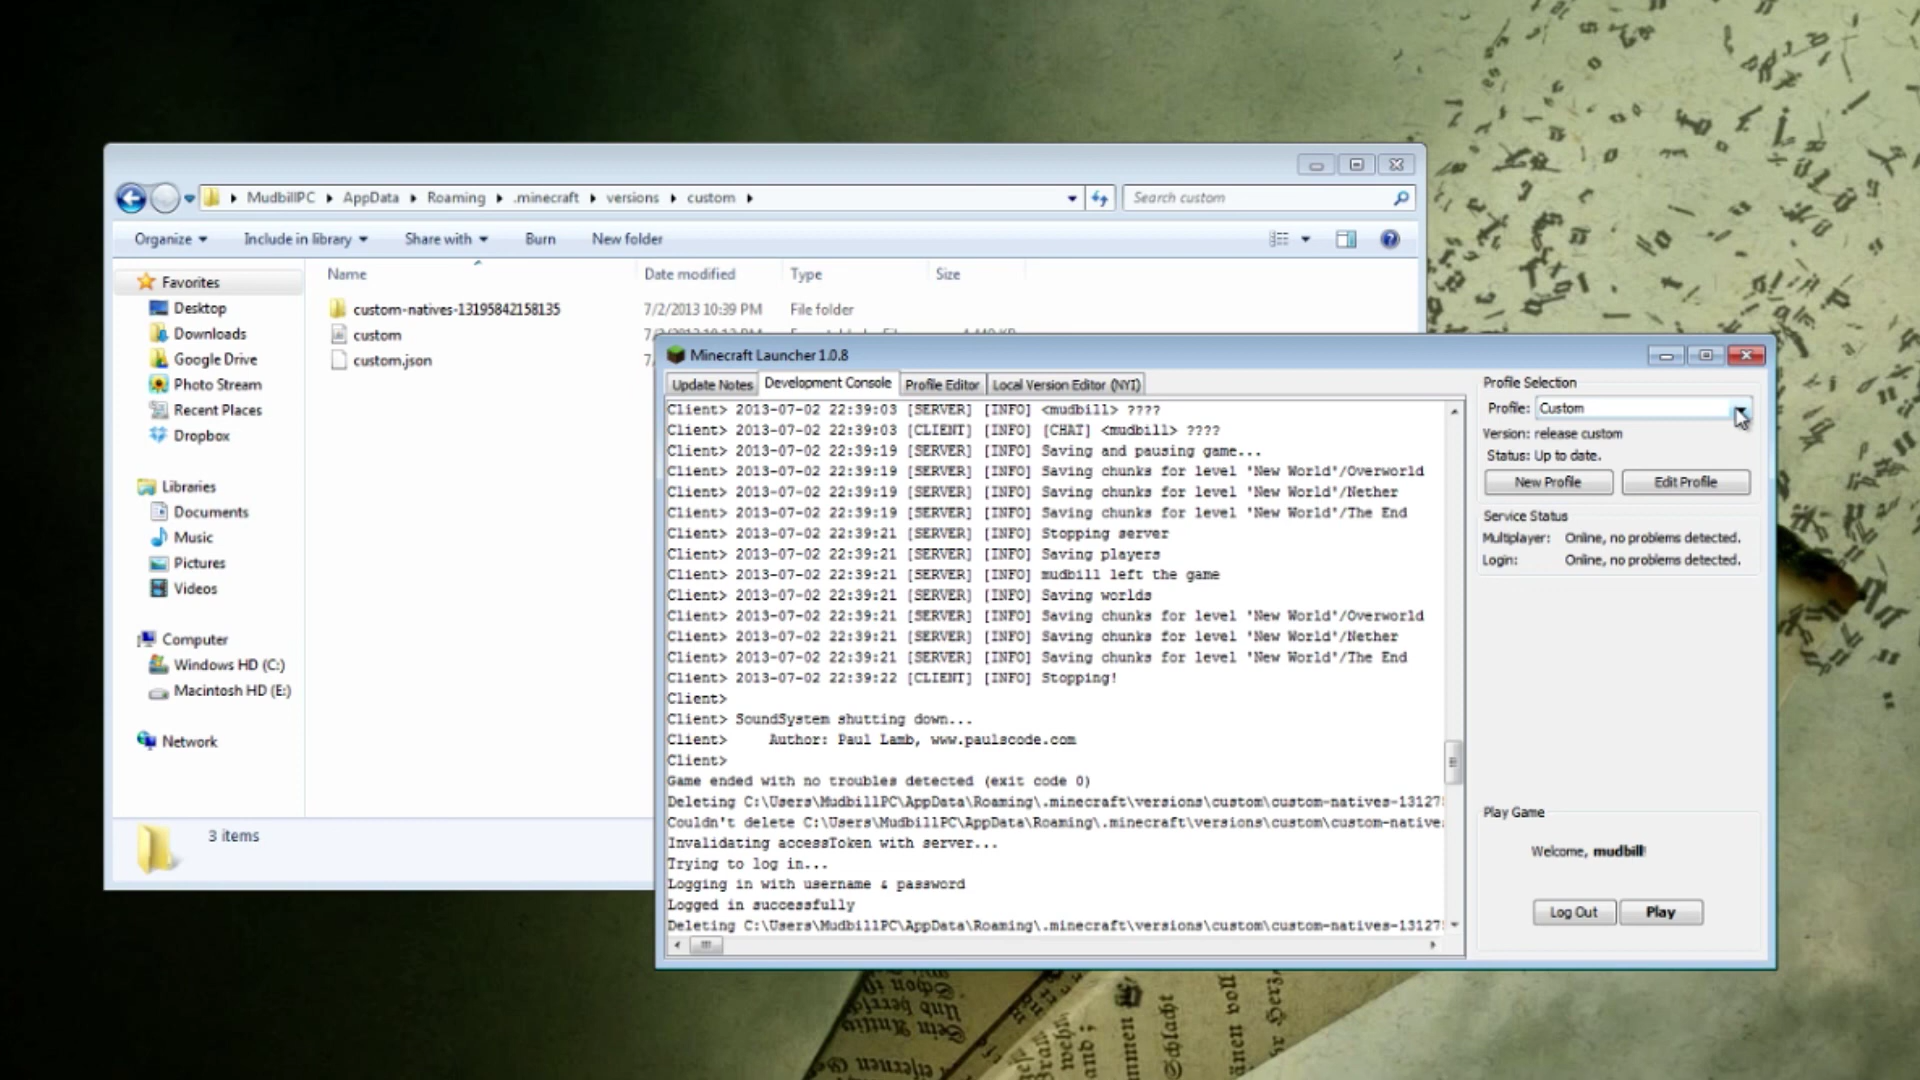 MudbillPC AppData Roaming .minecraft versions custom
Search custom
Organize Include in library Share with Burn New folder
Name Date modified Type Size
Favorites
Desktop
Downloads
Google Drive
Photo Stream
Recent Places
Dropbox
Libraries
Documents
Music
Pictures
Videos
Computer
Windows HD (C:)
Macintosh HD (E:)
Network
custom-natives-13195842158135 7/2/2013 10:39 PM File folder
custom
custom.json
3 items
Minecraft Launcher 1.0.8
Update Notes Development Console Profile Editor Local Version Editor (NYI)
Client> 2013-07-02 22:39:03 [SERVER] [INFO] <mudbill> ????
Client> 2013-07-02 22:39:03 [CLIENT] [INFO] [CHAT] <mudbill> ????
Client> 2013-07-02 22:39:19 [SERVER] [INFO] Saving and pausing game...
Client> 2013-07-02 22:39:19 [SERVER] [INFO] Saving chunks for level 'New World'/Overworld
Client> 2013-07-02 22:39:19 [SERVER] [INFO] Saving chunks for level 'New World'/Nether
Client> 2013-07-02 22:39:19 [SERVER] [INFO] Saving chunks for level 'New World'/The End
Client> 2013-07-02 22:39:21 [SERVER] [INFO] Stopping server
Client> 2013-07-02 22:39:21 [SERVER] [INFO] Saving players
Client> 2013-07-02 22:39:21 [SERVER] [INFO] mudbill left the game
Client> 2013-07-02 22:39:21 [SERVER] [INFO] Saving worlds
Client> 2013-07-02 22:39:21 [SERVER] [INFO] Saving chunks for level 'New World'/Overworld
Client> 2013-07-02 22:39:21 [SERVER] [INFO] Saving chunks for level 'New World'/Nether
Client> 2013-07-02 22:39:21 [SERVER] [INFO] Saving chunks for level 'New World'/The End
Client> 2013-07-02 22:39:22 [CLIENT] [INFO] Stopping!
Client>
Client> SoundSystem shutting down...
Client> Author: Paul Lamb, www.paulscode.com
Client>
Game ended with no troubles detected (exit code 0)
Deleting C:\Users\MudbillPC\AppData\Roaming\.minecraft\versions\custom\custom-natives-13127
Couldn't delete C:\Users\MudbillPC\AppData\Roaming\.minecraft\versions\custom\custom-native
Invalidating accessToken with server...
Trying to log in...
Logging in with username & password
Logged in successfully
Deleting C:\Users\MudbillPC\AppData\Roaming\.minecraft\versions\custom\custom-natives-13127
Profile Selection
Profile: Custom
Version: release custom
Status: Up to date.
New Profile Edit Profile
Service Status
Multiplayer: Online, no problems detected.
Login: Online, no problems detected.
Play Game
Welcome, mudbill!
Log Out Play